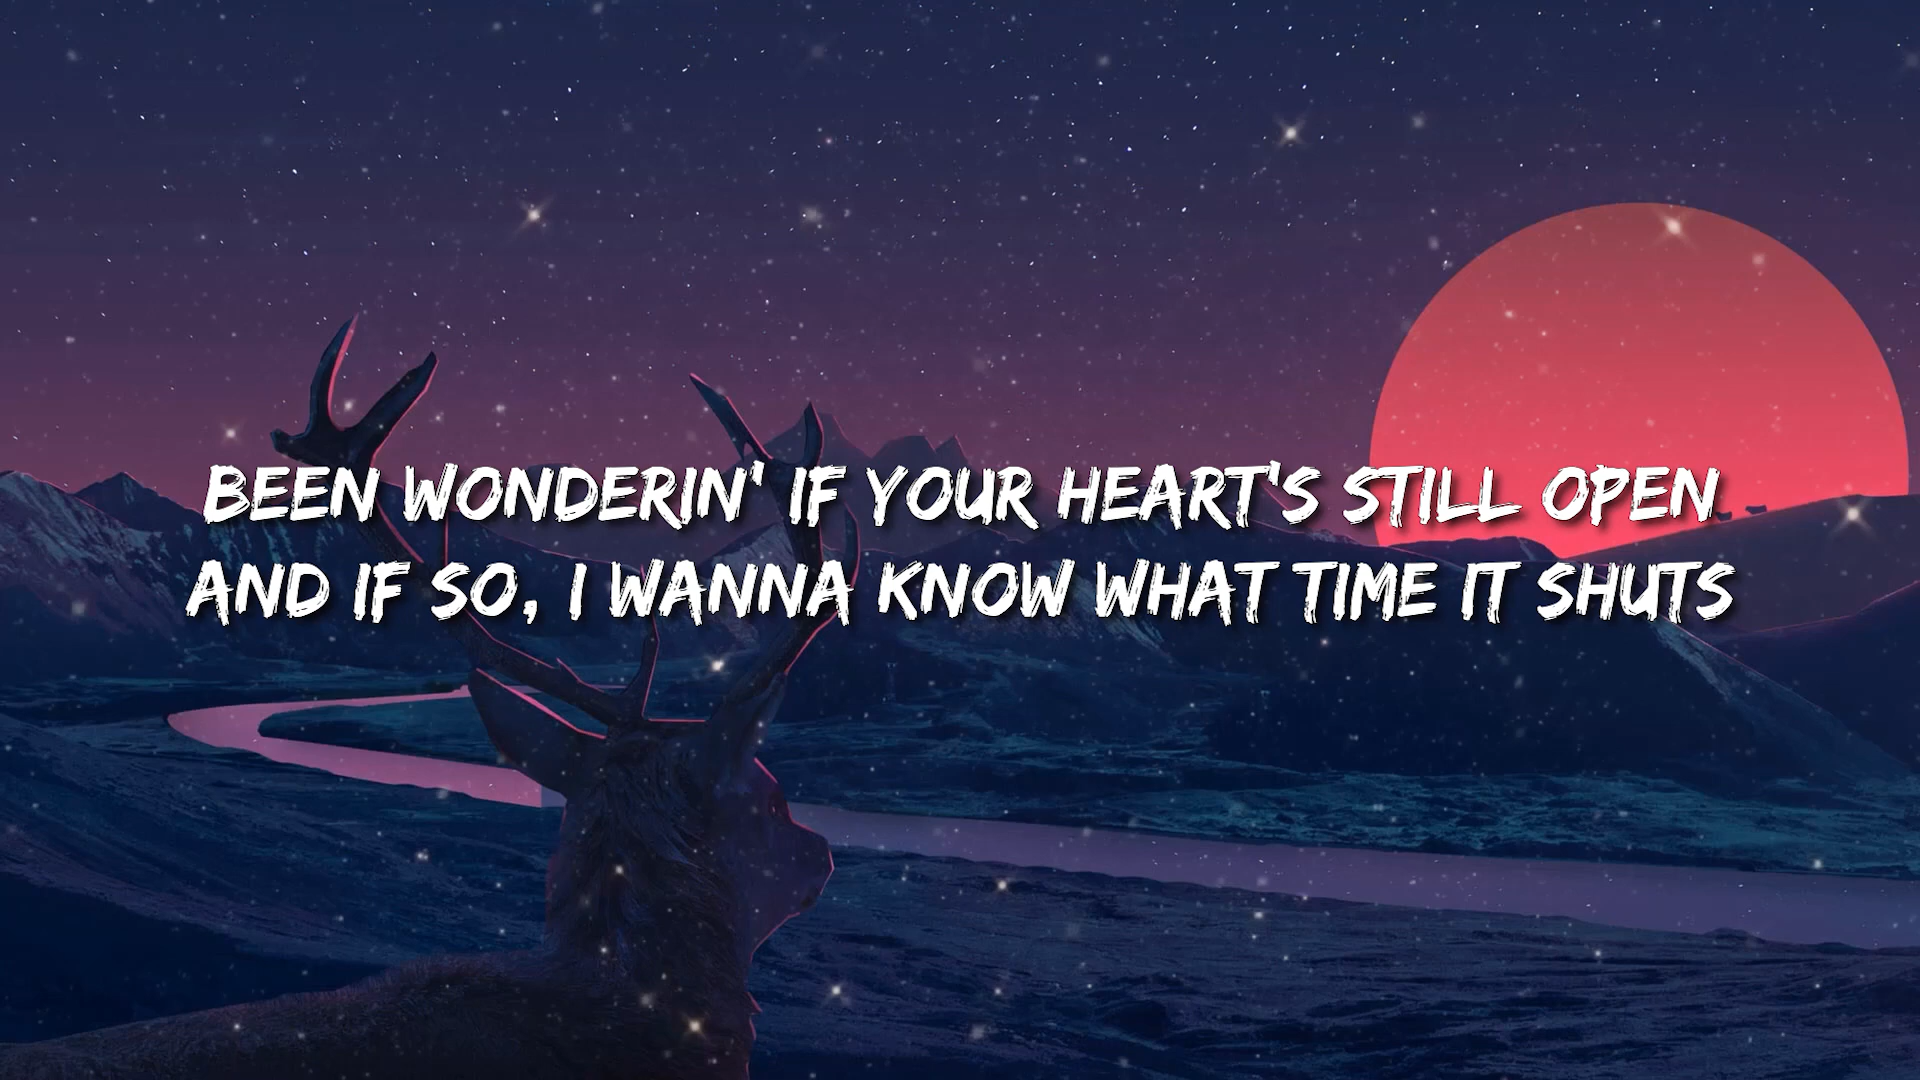 BEEN WONDERIN' IF YOUR HEART'S STILL OPEN
AND IF SO, I WANNA KNOW WHAT TIME IT SHUTS